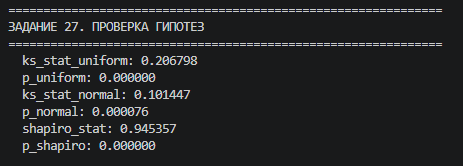 ==============================================================
ЗАДАНИЕ 27. ПРОВЕРКА ГИПОТЕЗ
==============================================================
ks_stat_uniform: 0.206798
p_uniform: 0.000000
ks_stat_normal: 0.101447
p_normal: 0.000076
shapiro_stat: 0.945357
p_shapiro: 0.000000